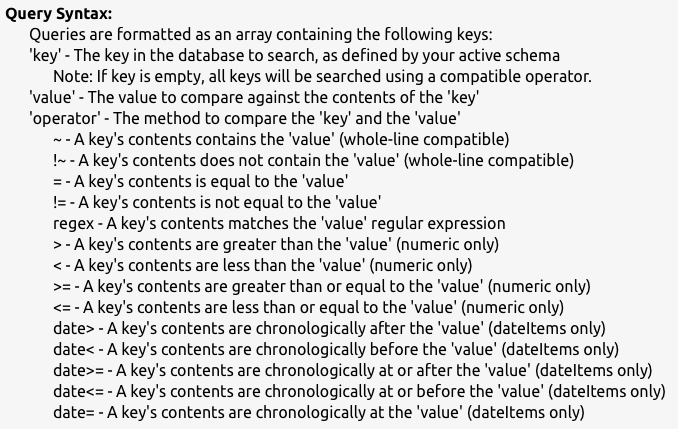 Query Syntax:
Queries are formatted as an array containing the following keys:
'key' - The key in the database to search, as defined by your active schema
Note: If key is empty, all keys will be searched using a compatible operator.
'value' - The value to compare against the contents of the 'key'
'operator' - The method to compare the 'key' and the 'value'
~ - A key's contents contains the 'value' (whole-line compatible)
!~ - A key's contents does not contain the 'value' (whole-line compatible)
= - A key's contents is equal to the 'value'
!= - A key's contents is not equal to the 'value'
regex - A key's contents matches the 'value' regular expression
> - A key's contents are greater than the 'value' (numeric only)
< - A key's contents are less than the 'value' (numeric only)
>= - A key's contents are greater than or equal to the 'value' (numeric only)
<= - A key's contents are less than or equal to the 'value' (numeric only)
date> - A key's contents are chronologically after the 'value' (dateItems only)
date< - A key's contents are chronologically before the 'value' (dateItems only)
date>= - A key's contents are chronologically at or after the 'value' (dateItems only)
date<= - A key's contents are chronologically at or before the 'value' (dateItems only)
date= - A key's contents are chronologically at the 'value' (dateItems only)